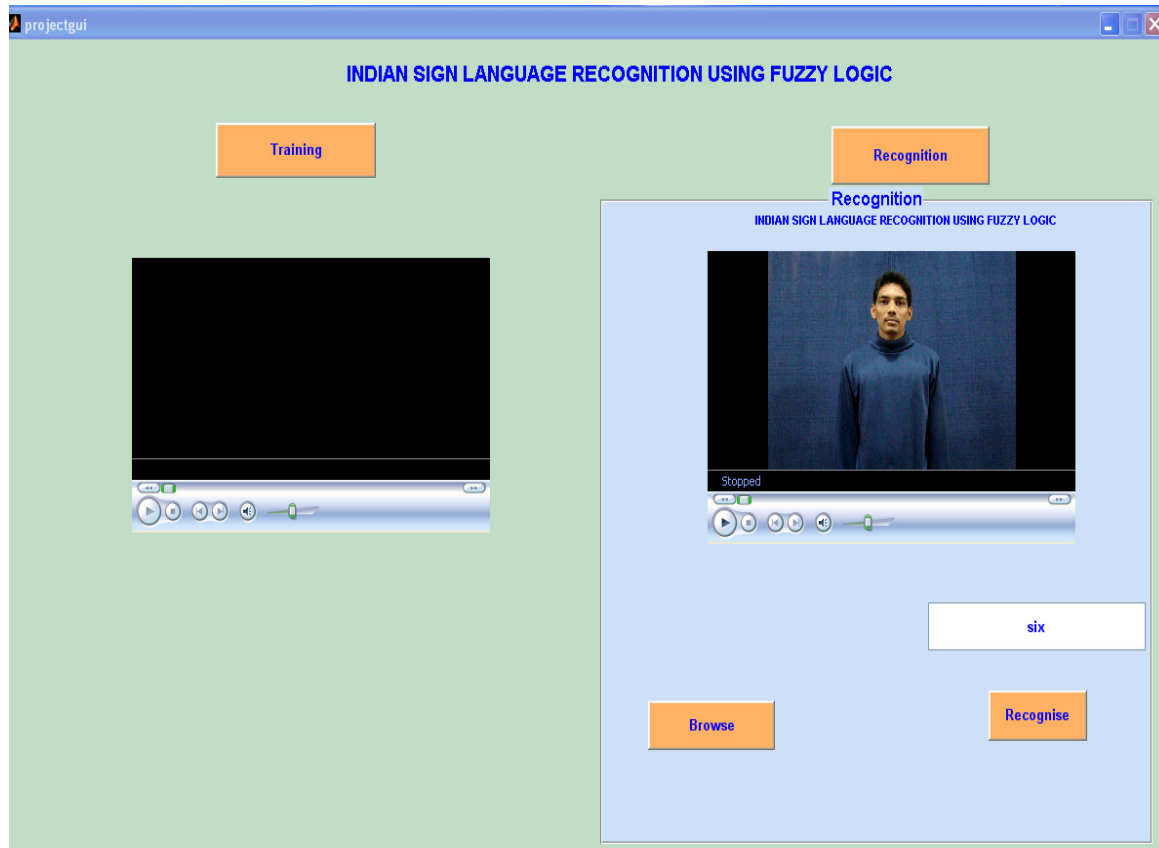 projectgui
INDIAN SIGN LANGUAGE RECOGNITION USING FUZZY LOGIC
Training
Recognition
Recognition
INDIAN SIGN LANGUAGE RECOGNITION USING FUZZY LOGIC
Stopped
six
Browse
Recognise